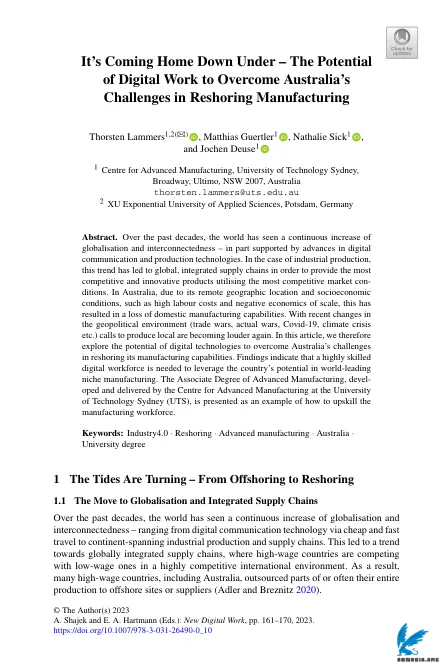 Check for
updates
It's Coming Home Down Under – The Potential
of Digital Work to Overcome Australia's
Challenges in Reshoring Manufacturing
Thorsten Lammers1,2(✉), Matthias Guertler1, Nathalie Sick1,
and Jochen Deuse1
1 Centre for Advanced Manufacturing, University of Technology Sydney,
Broadway, Ultimo, NSW 2007, Australia
thorsten.lammers@uts.edu.au
2 XU Exponential University of Applied Sciences, Potsdam, Germany
Abstract. Over the past decades, the world has seen a continuous increase of
globalisation and interconnectedness – in part supported by advances in digital
communication and production technologies. In the case of industrial production,
this trend has led to global, integrated supply chains in order to provide the most
competitive and innovative products utilising the most competitive market con-
ditions. In Australia, due to its remote geographic location and socioeconomic
conditions, such as high labour costs and negative economics of scale, this has
resulted in a loss of domestic manufacturing capabilities. With recent changes in
the geopolitical environment (trade wars, actual wars, Covid-19, climate crisis
etc.) calls to produce local are becoming louder again. In this article, we therefore
explore the potential of digital technologies to overcome Australia's challenges
in reshoring its manufacturing capabilities. Findings indicate that a highly skilled
digital workforce is needed to leverage the country's potential in world-leading
niche manufacturing. The Associate Degree of Advanced Manufacturing, devel-
oped and delivered by the Centre for Advanced Manufacturing at the University
of Technology Sydney (UTS), is presented as an example of how to upskill the
manufacturing workforce.
Keywords: Industry4.0 · Reshoring · Advanced manufacturing · Australia ·
University degree
1 The Tides Are Turning – From Offshoring to Reshoring
1.1 The Move to Globalisation and Integrated Supply Chains
Over the past decades, the world has seen a continuous increase of globalisation and
interconnectedness – ranging from digital communication technology via cheap and fast
travel to continent-spanning industrial production and supply chains. This led to a trend
towards globally integrated supply chains, where high-wage countries are competing
with low-wage ones in a highly competitive international environment. As a result,
many high-wage countries, including Australia, outsourced parts of or often their entire
production to offshore sites or suppliers (Adler and Breznitz 2020).
© The Author(s) 2023
A. Shajek and E. A. Hartmann (Eds.): New Digital Work, pp. 161–170, 2023.
https://doi.org/10.1007/978-3-031-26490-0_10